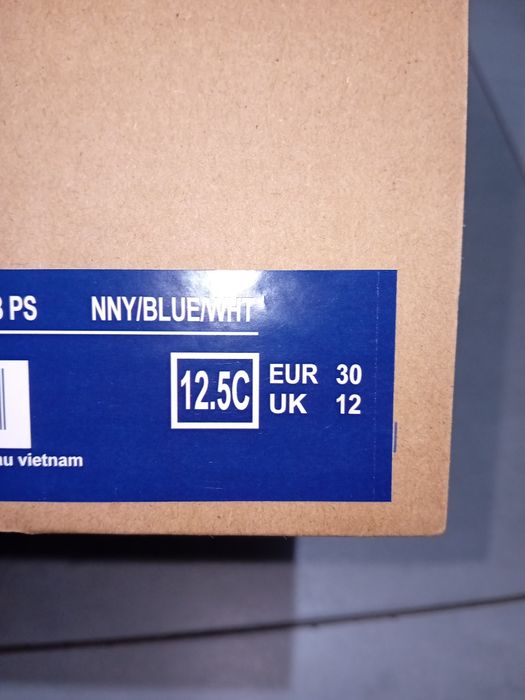 PS NNY/BLUE/WHT
12.5C EUR 30
UK 12
vietnam